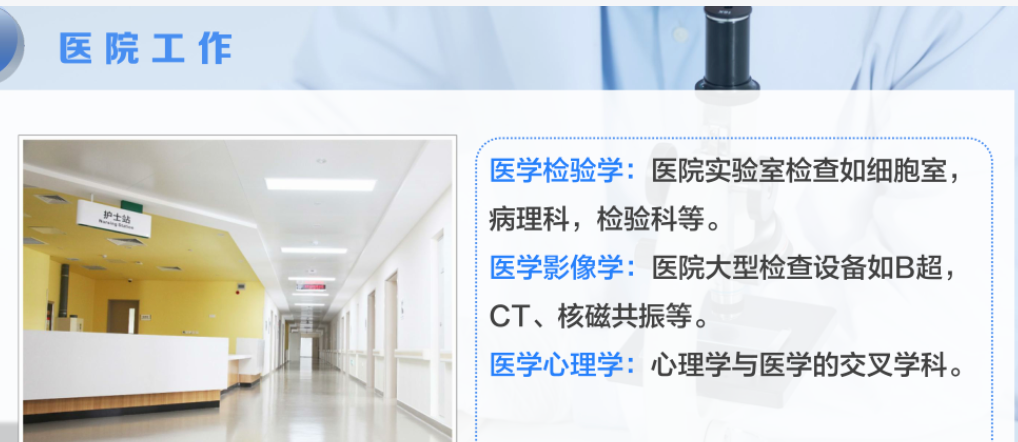 医院工作
护士站
Nursing Station
医学检验学：医院实验室检查如细胞室，
病理科，检验科等。
医学影像学：医院大型检查设备如B超，
CT、核磁共振等。
医学心理学：心理学与医学的交叉学科。